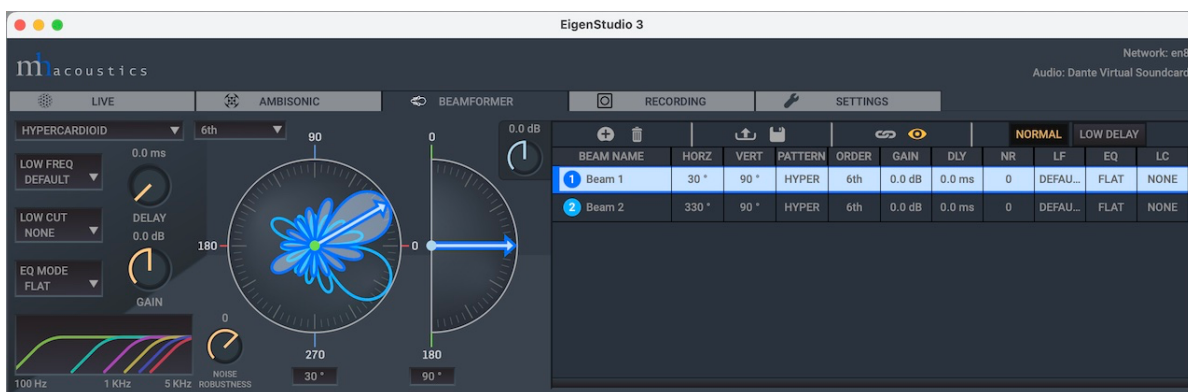 EigenStudio 3
mh acoustics
Network: en8
Audio: Dante Virtual Soundcard
LIVE
AMBISONIC
BEAMFORMER
RECORDING
SETTINGS
HYPERCARDIOID
6th
LOW FREQ
DEFAULT
0.0 ms
DELAY
LOW CUT
NONE
0.0 dB
GAIN
EQ MODE
FLAT
100 Hz
1 KHz
5 KHz
0
NOISE
ROBUSTNESS
90
180
0
270
30 °
0
180
90 °
0.0 dB
NORMAL
LOW DELAY
BEAM NAME HORZ VERT PATTERN ORDER GAIN DLY NR LF EQ LC
1 Beam 1 30 ° 90 ° HYPER 6th 0.0 dB 0.0 ms 0 DEFAU... FLAT NONE
2 Beam 2 330 ° 90 ° HYPER 6th 0.0 dB 0.0 ms 0 DEFAU... FLAT NONE